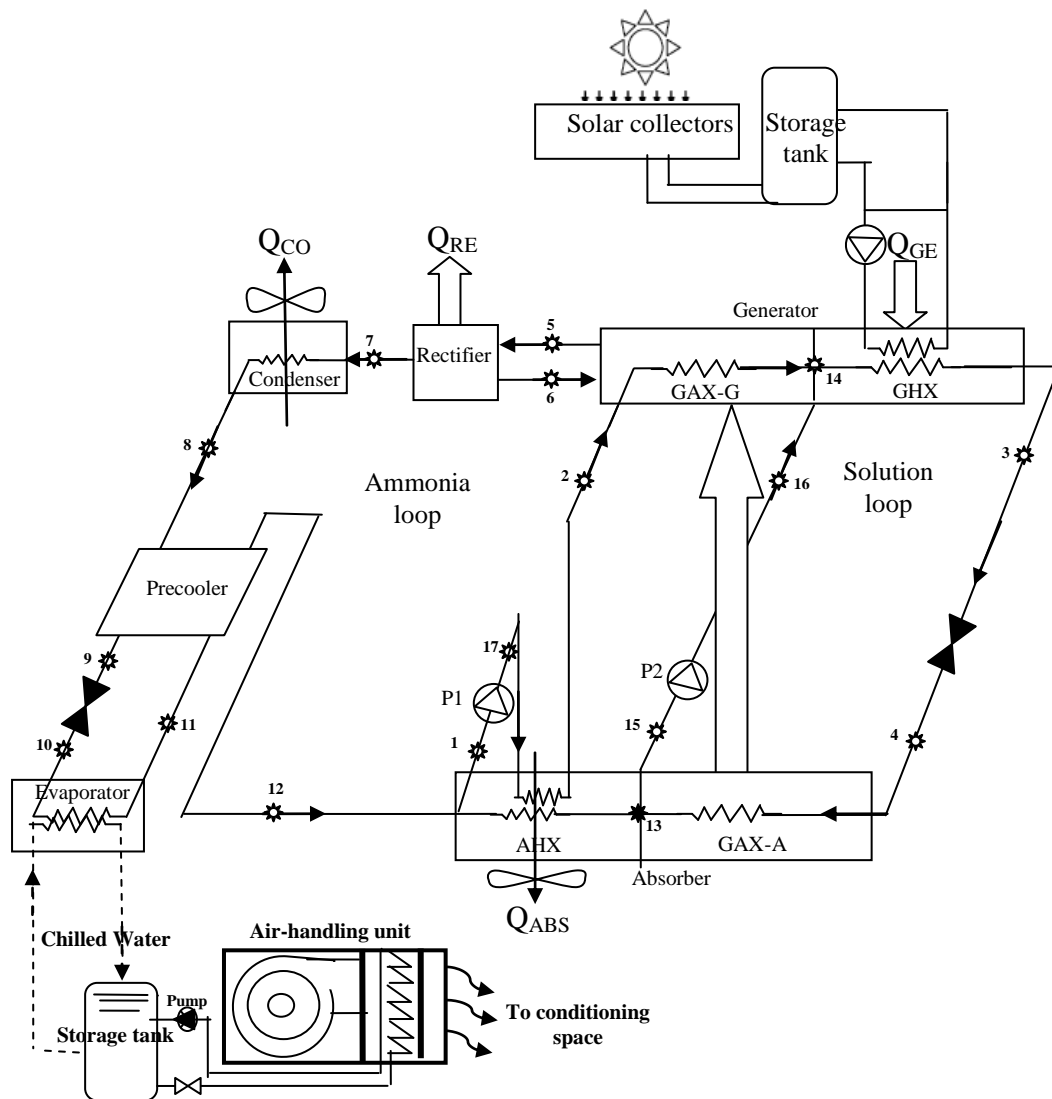 Solar collectors
Storage
tank
QCO
QRE
QGE
Generator
5
7
Rectifier
Condenser
6
GAX-G
14
GHX
8
3
2
16
Ammonia
loop
Solution
loop
Precooler
17
9
P1
P2
11
15
10
1
4
Evaporator
12
13
AHX
GAX-A
Absorber
QABS
Chilled Water
Air-handling unit
Pump
Storage tank
To conditioning
space